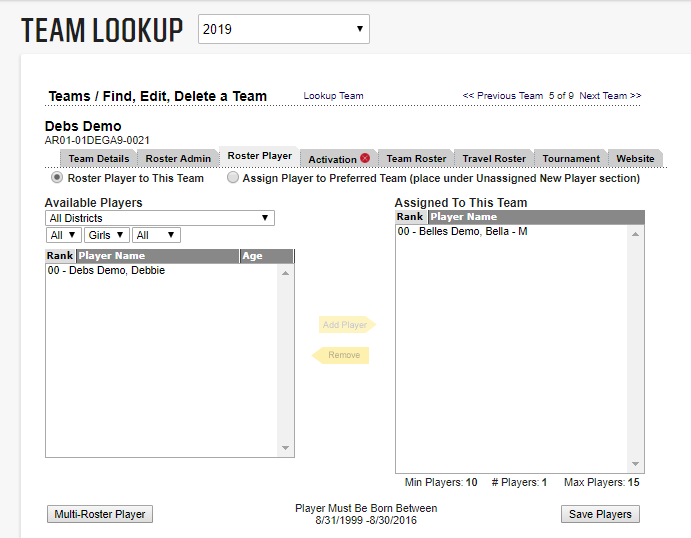 TEAM LOOKUP 2019
Teams / Find, Edit, Delete a Team Lookup Team << Previous Team 5 of 9 Next Team >>
Debs Demo
AR01-01DEGA9-0021
Team Details Roster Admin Roster Player Activation Team Roster Travel Roster Tournament Website
Roster Player to This Team Assign Player to Preferred Team (place under Unassigned New Player section)
Available Players
All Districts
All Girls All
Rank Player Name Age
00 - Debs Demo, Debbie
Add Player
Remove
Assigned To This Team
Rank Player Name
00 - Belles Demo, Bella - M
Min Players: 10 # Players: 1 Max Players: 15
Multi-Roster Player
Player Must Be Born Between
8/31/1999 -8/30/2016
Save Players